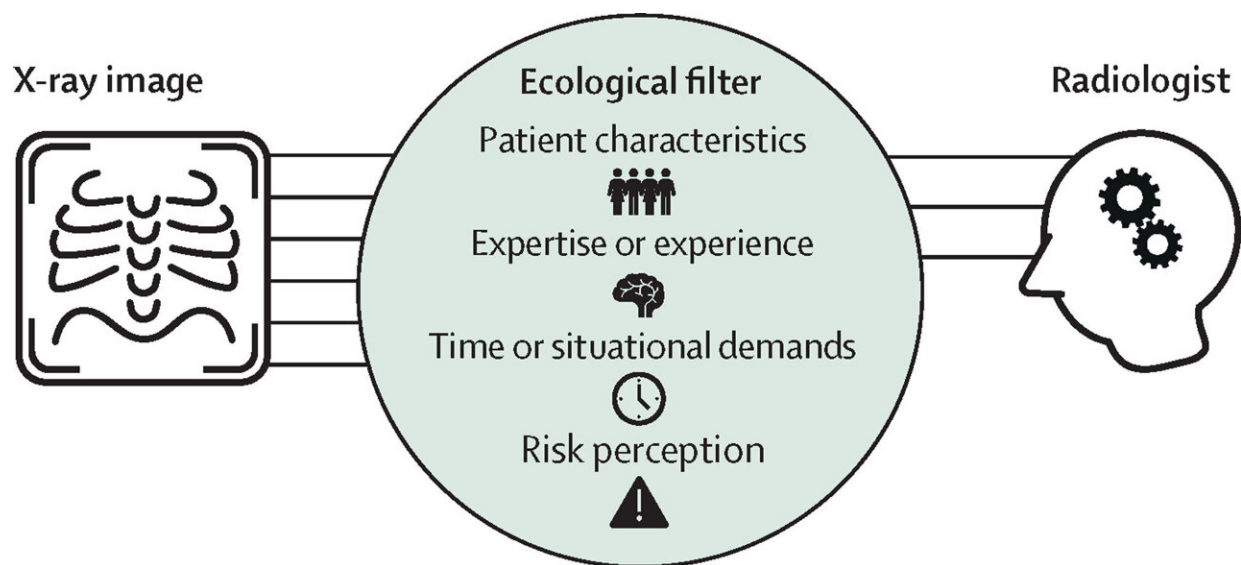 X-ray image
Ecological filter
Patient characteristics
Expertise or experience
Time or situational demands
Risk perception
Radiologist